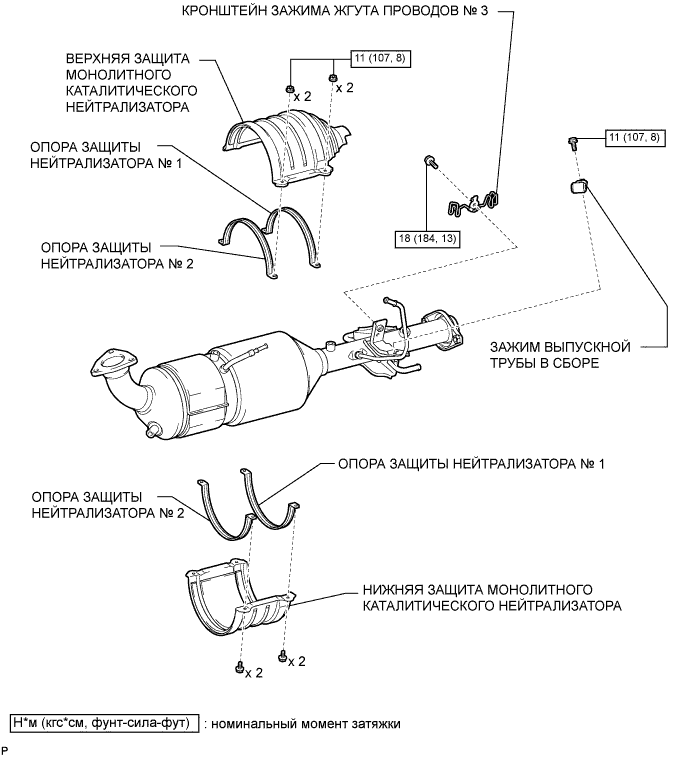 КРОНШТЕЙН ЗАЖИМА ЖГУТА ПРОВОДОВ № 3
ВЕРХНЯЯ ЗАЩИТА
МОНОЛИТНОГО
КАТАЛИТИЧЕСКОГО
НЕЙТРАЛИЗАТОРА
11 (107, 8)
x 2
x 2
ОПОРА ЗАЩИТЫ
НЕЙТРАЛИЗАТОРА № 1
11 (107, 8)
18 (184, 13)
ОПОРА ЗАЩИТЫ
НЕЙТРАЛИЗАТОРА № 2
ЗАЖИМ ВЫПУСКНОЙ
ТРУБЫ В СБОРЕ
ОПОРА ЗАЩИТЫ НЕЙТРАЛИЗАТОРА № 1
ОПОРА ЗАЩИТЫ
НЕЙТРАЛИЗАТОРА № 2
НИЖНЯЯ ЗАЩИТА МОНОЛИТНОГО
КАТАЛИТИЧЕСКОГО НЕЙТРАЛИЗАТОРА
x 2
x 2
Н*м (кгс*см, фунт-сила-фут) : номинальный момент затяжки
P